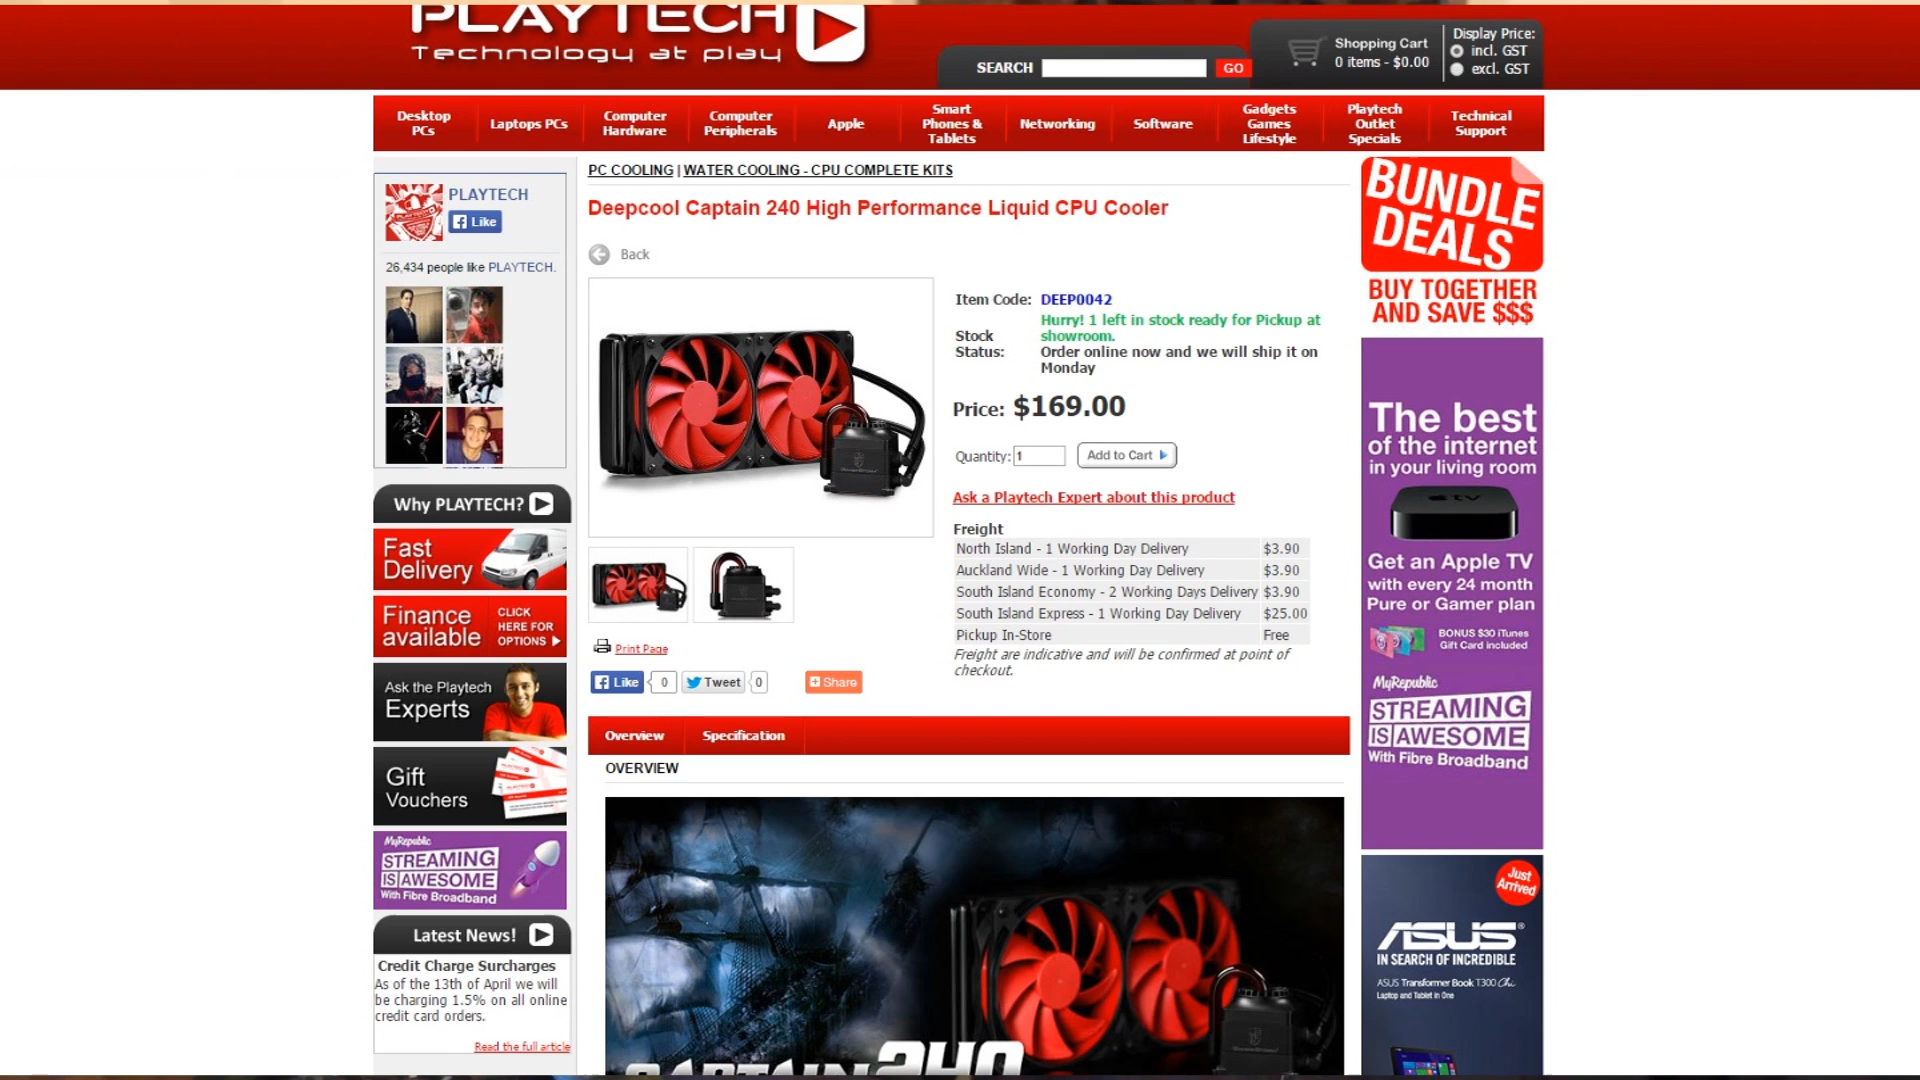 PLAYTECH
Technology at play
SEARCH
GO
Shopping Cart
0 items - $0.00
Display Price:
incl. GST
excl. GST
Desktop
PCs
Laptops PCs
Computer
Hardware
Computer
Peripherals
Apple
Smart
Phones &
Tablets
Networking
Software
Gadgets
Games
Lifestyle
Playtech
Outlet
Specials
Technical
Support
PLAYTECH
Like
26,434 people like PLAYTECH.
Why PLAYTECH?
Fast
Delivery
Finance
available
CLICK
HERE FOR
OPTIONS
Ask the Playtech
Experts
Gift
Vouchers
MyRepublic
STREAMING
IS AWESOME
With Fibre Broadband
Latest News!
Credit Charge Surcharges
As of the 13th of April we will
be charging 1.5% on all online
credit card orders.
Read the full article
PC COOLING | WATER COOLING - CPU COMPLETE KITS
Deepcool Captain 240 High Performance Liquid CPU Cooler
Back
Item Code: DEEP0042
Stock
Status:
Hurry! 1 left in stock ready for Pickup at
showroom.
Order online now and we will ship it on
Monday
Price: $169.00
Quantity: 1
Add to Cart
Ask a Playtech Expert about this product
Freight
North Island - 1 Working Day Delivery $3.90
Auckland Wide - 1 Working Day Delivery $3.90
South Island Economy - 2 Working Days Delivery $3.90
South Island Express - 1 Working Day Delivery $25.00
Pickup In-Store Free
Freight are indicative and will be confirmed at point of
checkout.
Print Page
Like 0
Tweet 0
Share
Overview
Specification
OVERVIEW
CAPTAIN 240
BUNDLE
DEALS
BUY TOGETHER
AND SAVE $$$
The best
of the internet
in your living room
tv
Get an Apple TV
with every 24 month
Pure or Gamer plan
BONUS $30 iTunes
Gift Card included
MyRepublic
STREAMING
IS AWESOME
With Fibre Broadband
Just
Arrived
ASUS®
IN SEARCH OF INCREDIBLE
ASUS Transformer Book T300 Chi
Laptop and Tablet in One